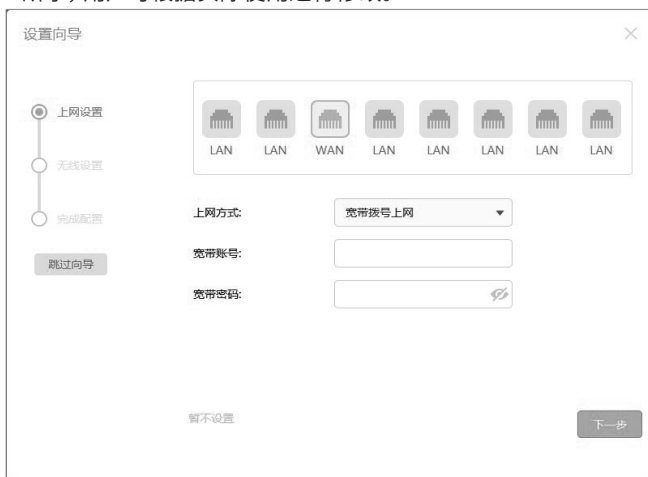 设置向导
上网设置
LAN LAN WAN LAN LAN LAN LAN LAN
无线设置
上网方式: 宽带拨号上网
完成配置
宽带账号:
跳过向导
宽带密码:
暂不设置
下一步